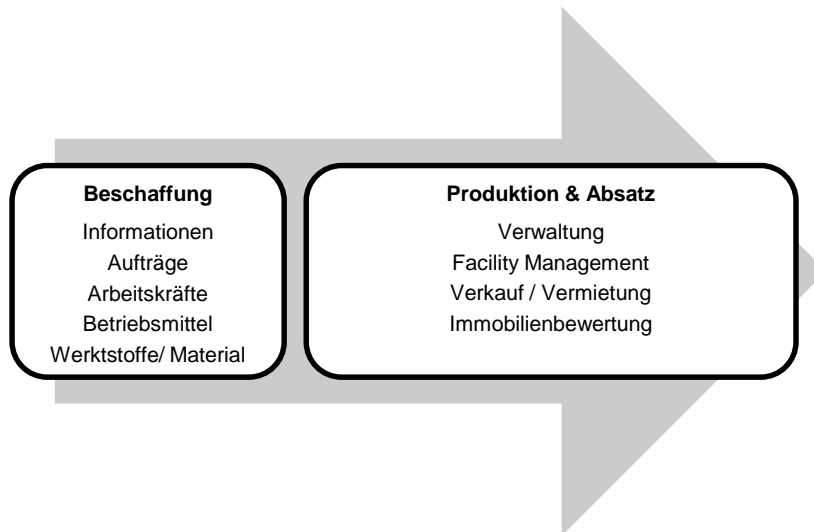 Beschaffung
Informationen
Aufträge
Arbeitskräfte
Betriebsmittel
Werktstoffe/ Material
Produktion & Absatz
Verwaltung
Facility Management
Verkauf / Vermietung
Immobilienbewertung